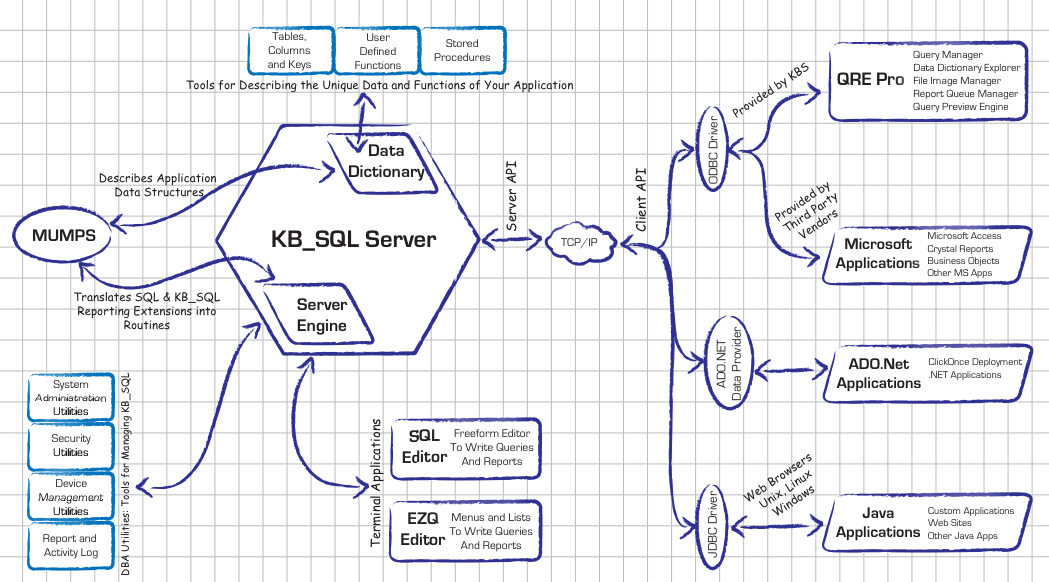 Tables,
Columns
and Keys
User
Defined
Functions
Stored
Procedures
Tools for Describing the Unique Data and Functions of Your Application
Data
Dictionary
Describes Application
Data Structures
MUMPS
KB_SQL Server
Translates SQL & KB_SQL
Reporting Extensions into
Routines
Server
Engine
System
Administration
Utilities
Security
Utilities
Device
Management
Utilities
Report and
Activity Log
DBA Utilities: Tools for Managing KB_SQL
Terminal Applications
SQL
Editor
Freeform Editor
To Write Queries
And Reports
EZQ
Editor
Menus and Lists
To Write Queries
And Reports
Server API
TCP/IP
Client API
ODBC Driver
Provided by KBS
QRE Pro
Query Manager
Data Dictionary Explorer
File Image Manager
Report Queue Manager
Query Preview Engine
Provided by
Third Party
Vendors
Microsoft
Applications
Microsoft Access
Crystal Reports
Business Objects
Other MS Apps
ADO.NET
Data Provider
ADO.Net
Applications
ClickOnce Deployment
.NET Applications
JDBC Driver
Web Browsers
Unix, Linux
Windows
Java
Applications
Custom Applications
Web Sites
Other Java Apps